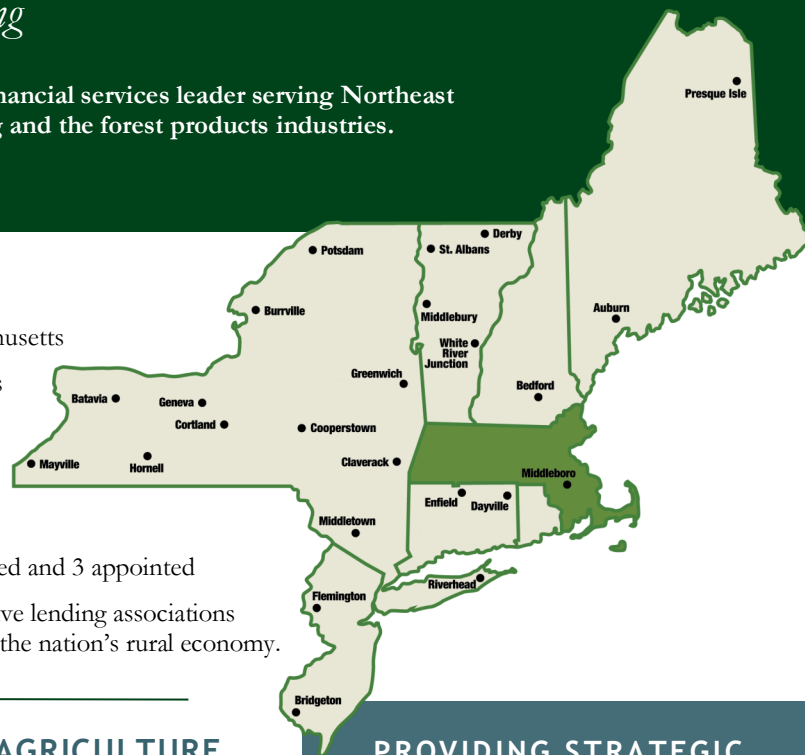 ng
nancial services leader serving Northeast
g and the forest products industries.
Presque Isle
Derby
Potsdam
St. Albans
Burrville
Middlebury
Auburn
White
River
Junction
usetts
Greenwich
s
Bedford
Batavia
Geneva
Cortland
Cooperstown
Mayville
Hornell
Claverack
Middleboro
Enfield
Dayville
Middletown
ed and 3 appointed
Flemington
Riverhead
ve lending associations
the nation's rural economy.
Bridgeton
AGRICULTURE
PROVIDING STRATEGIC